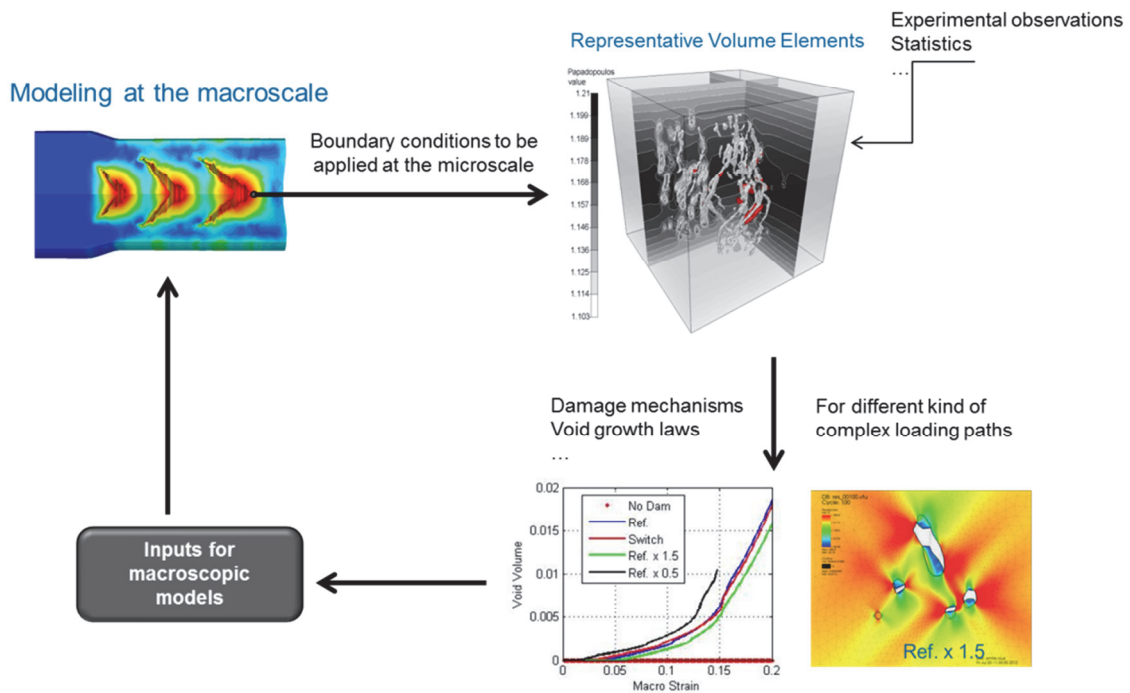 Experimental observations
Statistics
...
Representative Volume Elements
Modeling at the macroscale
Papadopoulos
value
1.21
1.199
1.189
1.178
1.168
1.157
1.146
1.136
1.125
1.114
1.103
Boundary conditions to be
applied at the microscale
Damage mechanisms
Void growth laws
...
For different kind of
complex loading paths
Inputs for
macroscopic
models
0.02
0.015
0.01
0.005
0
Void Volume
No Dam
Ref.
Switch
Ref. x 1.5
Ref. x 0.5
0 0.05 0.1 0.15 0.2
Macro Strain
Ref. x 1.5